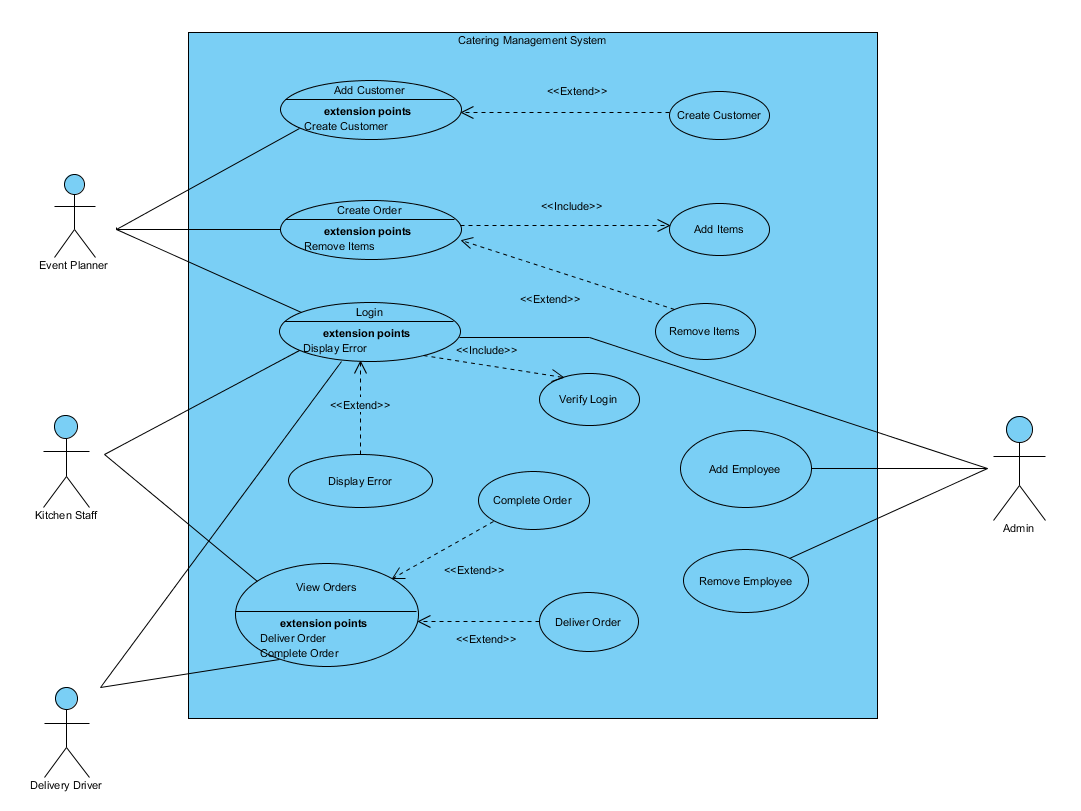 Catering Management System
Add Customer
extension points
Create Customer
<<Extend>>
Create Customer
Create Order
extension points
Remove Items
<<Include>>
Add Items
Event Planner
<<Extend>>
Remove Items
Login
extension points
Display Error
<<Include>>
Verify Login
<<Extend>>
Display Error
Add Employee
Complete Order
Kitchen Staff
Admin
<<Extend>>
View Orders
extension points
Deliver Order
Complete Order
Remove Employee
Deliver Order
<<Extend>>
Delivery Driver